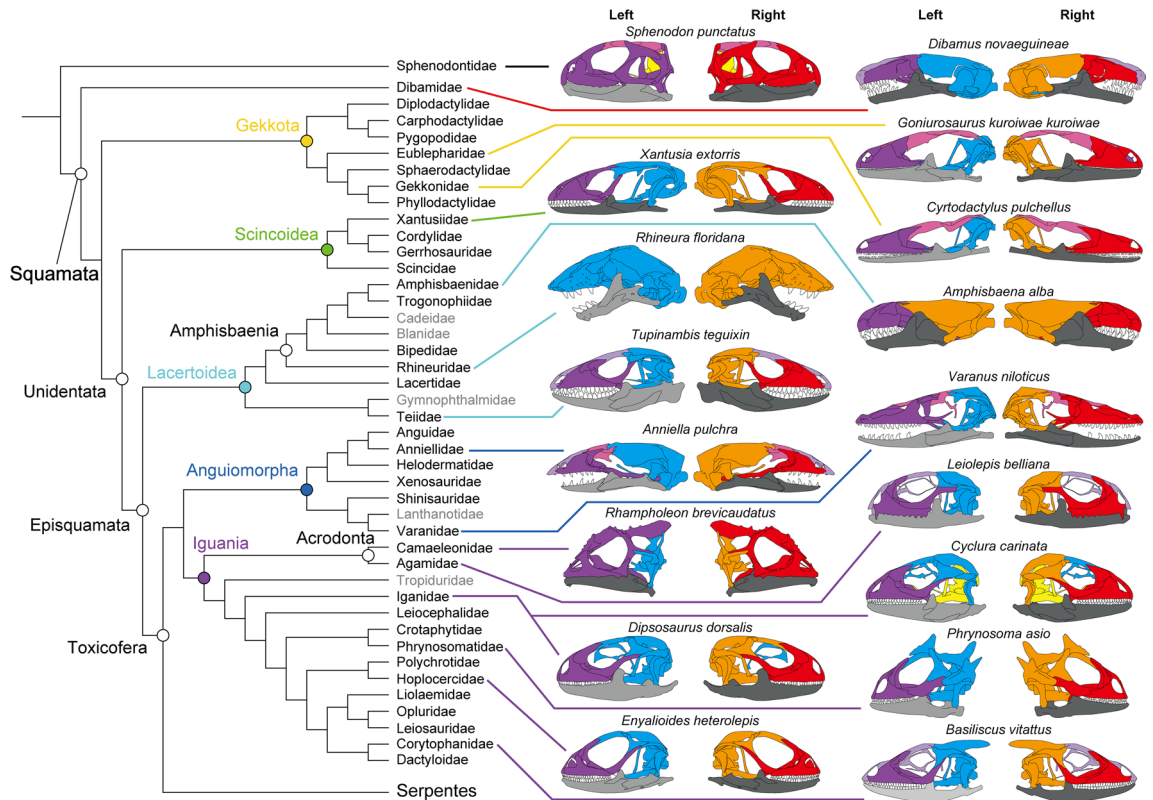 Left
Right
Left
Right
Sphenodon punctatus
Dibamus novaeguineae
Sphenodontidae
Dibamidae
Diplodactylidae
Gekkota
Carphodactylidae
Pygopodidae
Goniurosaurus kuroiwae kuroiwae
Eublepharidae
Xantusia extorris
Sphaerodactylidae
Gekkonidae
Phyllodactylidae
Cyrtodactylus pulchellus
Xantusiidae
Scincoidea
Cordylidae
Rhineura floridana
Gerrhosauridae
Scincidae
Squamata
Amphisbaenidae
Amphisbaena alba
Trogonophiidae
Cadeidae
Amphisbaenia
Blanidae
Tupinambis teguixin
Bipedidae
Rhineuridae
Lacertoidea
Lacertidae
Varanus niloticus
Unidentata
Gymnophthalmidae
Teiidae
Anguidae
Anniella pulchra
Anniellidae
Helodermatidae
Leiolepis belliana
Anguiomorpha
Xenosauridae
Shinisauridae
Lanthanotidae
Rhampholeon brevicaudatus
Episquamata
Varanidae
Acrodonta
Iguania
Camaeleonidae
Cyclura carinata
Agamidae
Tropiduridae
Iganidae
Leiocephalidae
Dipsosaurus dorsalis
Crotaphytidae
Phrynosoma asio
Toxicofera
Phrynosomatidae
Polychrotidae
Hoplocercidae
Liolaemidae
Opluridae
Enyalioides heterolepis
Leiosauridae
Basiliscus vitattus
Corytophanidae
Dactyloidae
Serpentes